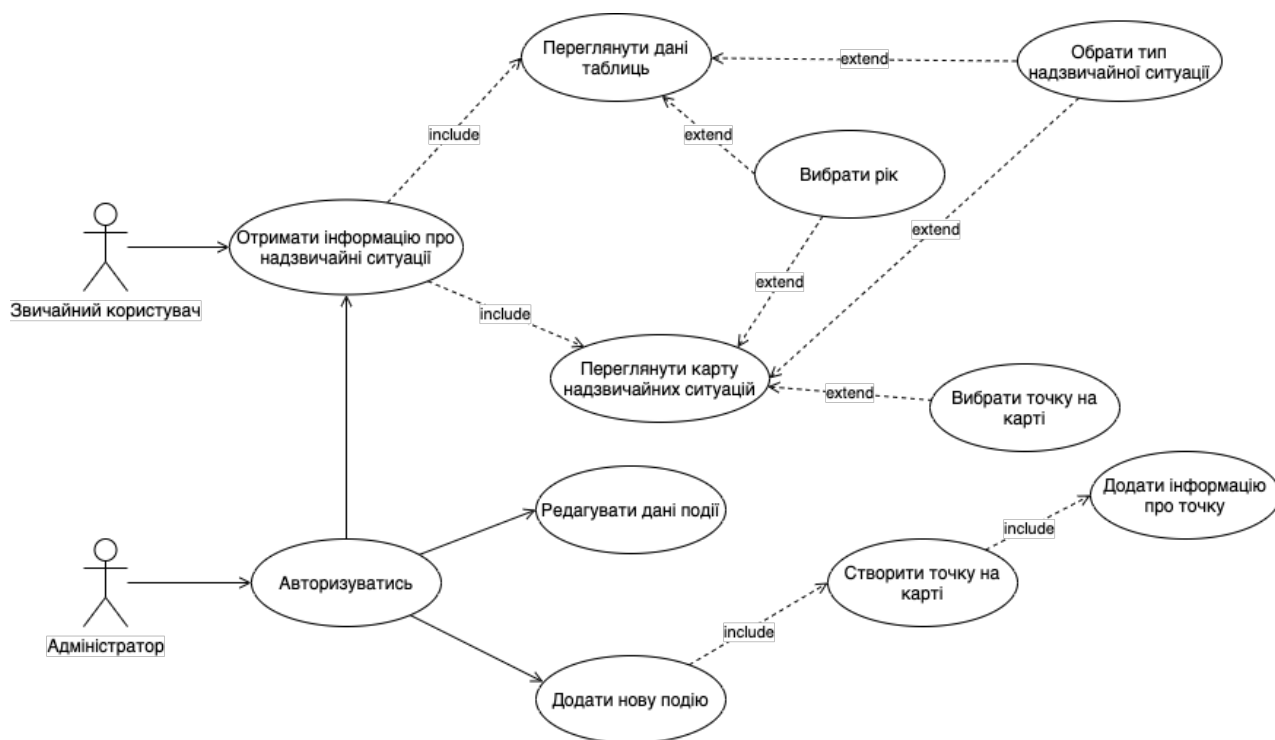 Переглянути дані
таблиць
extend
Обрати тип
надзвичайної ситуації
include
extend
Вибрати рік
Отримати інформацію про
надзвичайні ситуації
extend
Звичайний користувач
extend
include
Переглянути карту
надзвичайних ситуацій
extend
Вибрати точку на
карті
Додати інформацію
про точку
Редагувати дані події
include
Авторизуватись
Створити точку на
карті
Адміністратор
include
Додати нову подію